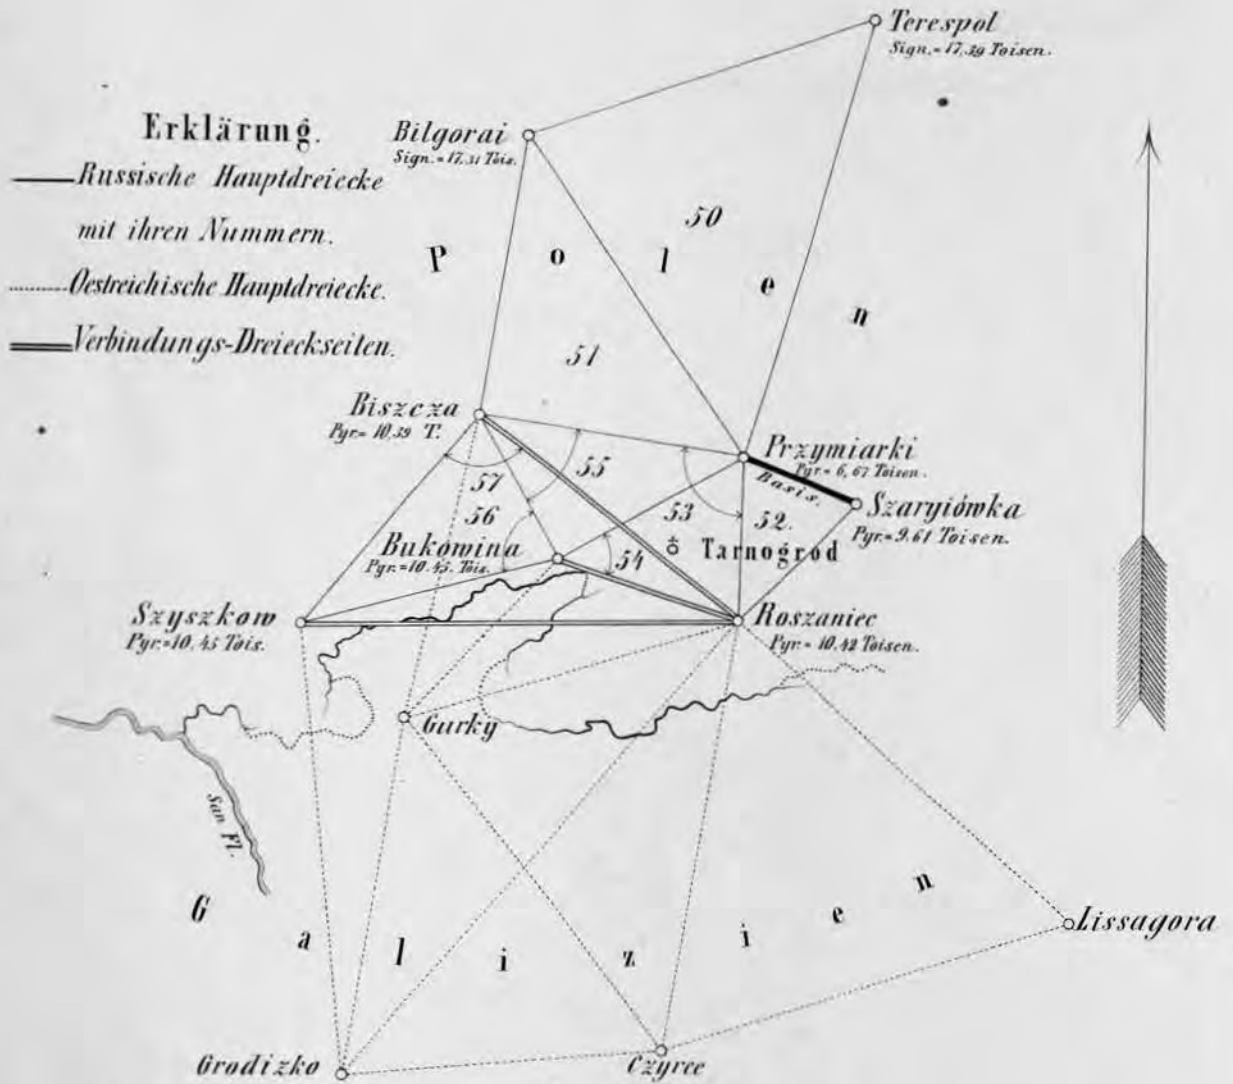 Terespol
Sign.=17,39 Toisen.
Erklärung.
Russische Hauptdreiecke
mit ihren Nummern.
Oestreichische Hauptdreiecke.
Verbindungs-Dreieckseiten.
Bilgorai
Sign.=17,31 Tois.
50
Polen
51
Biszcza
Pyr.=10,39 T.
Przymiarki
Pyr.=6,67 Toisen.
Basis.
55
57
56
53
52.
Szaryiówka
Pyr.=9.61 Toisen.
Bukowina
Pyr.=10.45. Tois.
54
Tarnogrod
Szyszkow
Pyr.=10.45 Tois.
Roszaniec
Pyr.=10.42 Toisen.
Gurky
San Fl.
Galizien
Lissagora
Grodizko
Czyrce